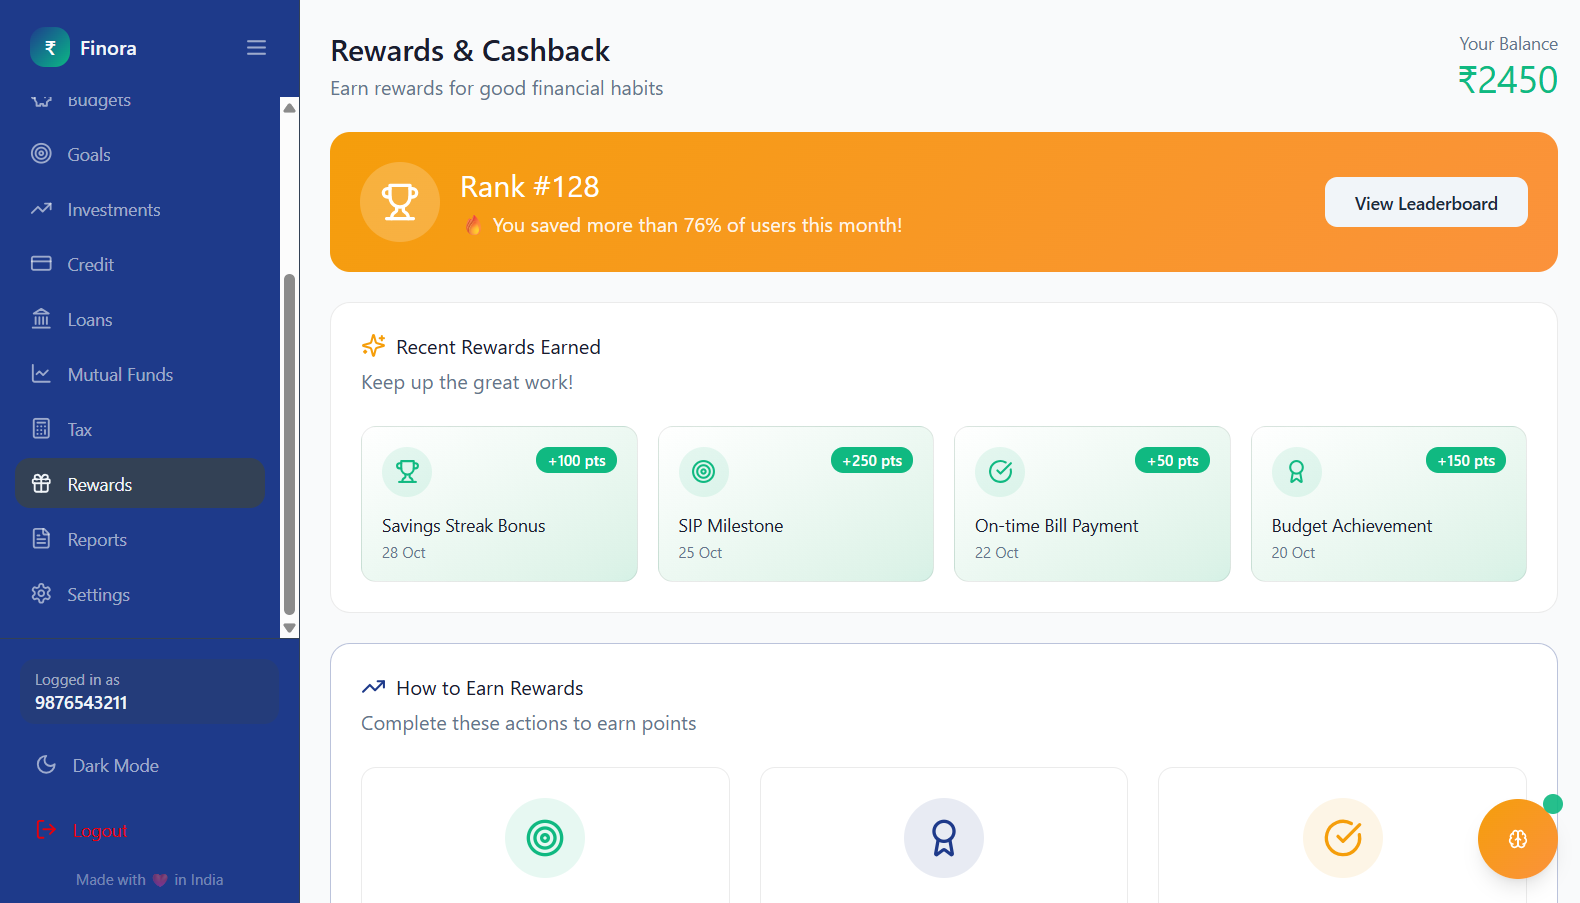 ₹
Finora
Budgets
Goals
Investments
Credit
Loans
Mutual Funds
Tax
Rewards
Reports
Settings
Logged in as
9876543211
Dark Mode
Logout
Made with 💗 in India
Rewards & Cashback
Earn rewards for good financial habits
Your Balance
₹2450
Rank #128
🔥 You saved more than 76% of users this month!
View Leaderboard
Recent Rewards Earned
Keep up the great work!
+100 pts
Savings Streak Bonus
28 Oct
+250 pts
SIP Milestone
25 Oct
+50 pts
On-time Bill Payment
22 Oct
+150 pts
Budget Achievement
20 Oct
How to Earn Rewards
Complete these actions to earn points